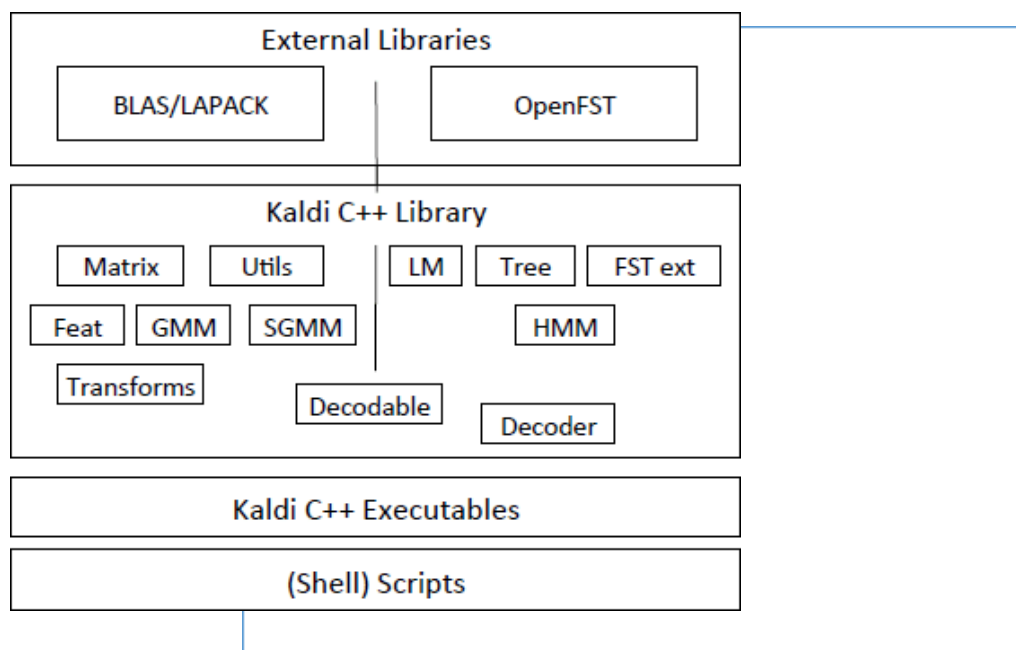 External Libraries
BLAS/LAPACK
OpenFST
Kaldi C++ Library
Matrix
Utils
LM
Tree
FST ext
Feat
GMM
SGMM
HMM
Transforms
Decodable
Decoder
Kaldi C++ Executables
(Shell) Scripts